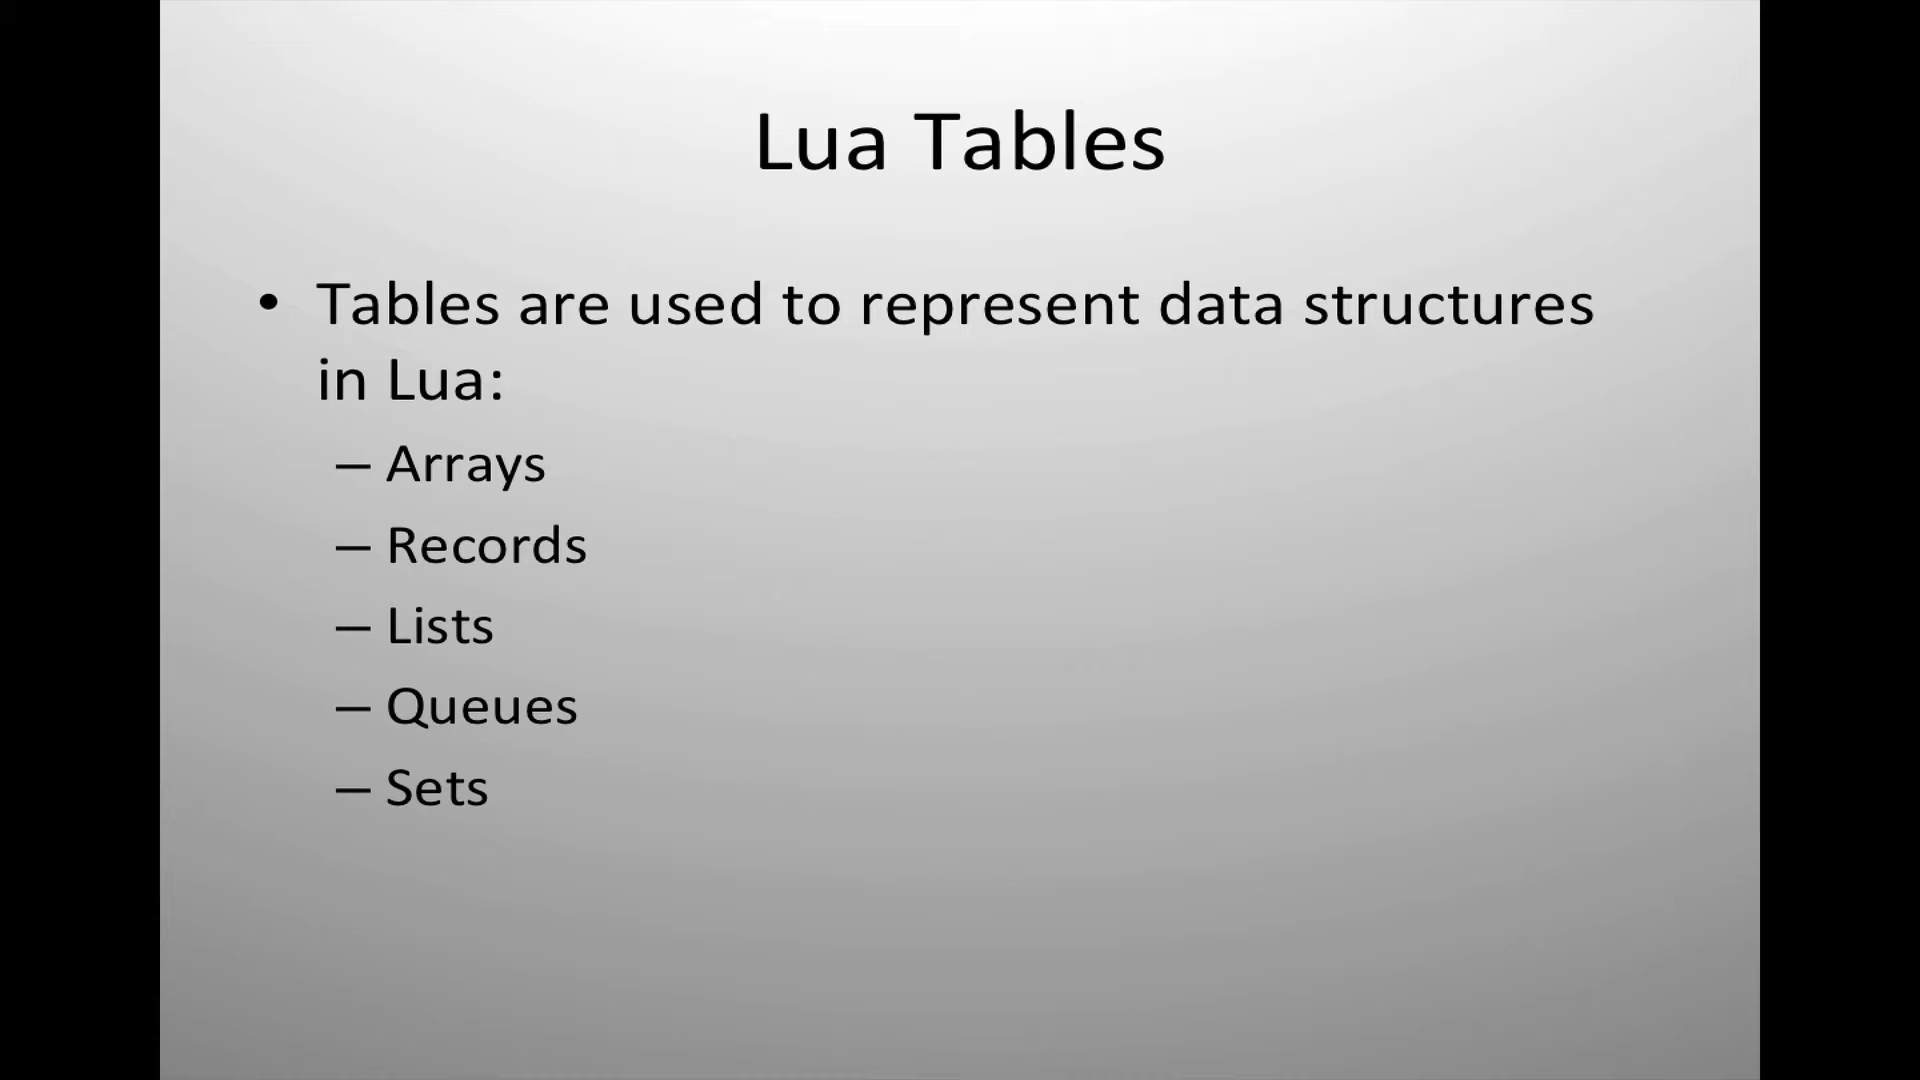 Lua Tables
• Tables are used to represent data structures
in Lua:
– Arrays
– Records
– Lists
– Queues
– Sets